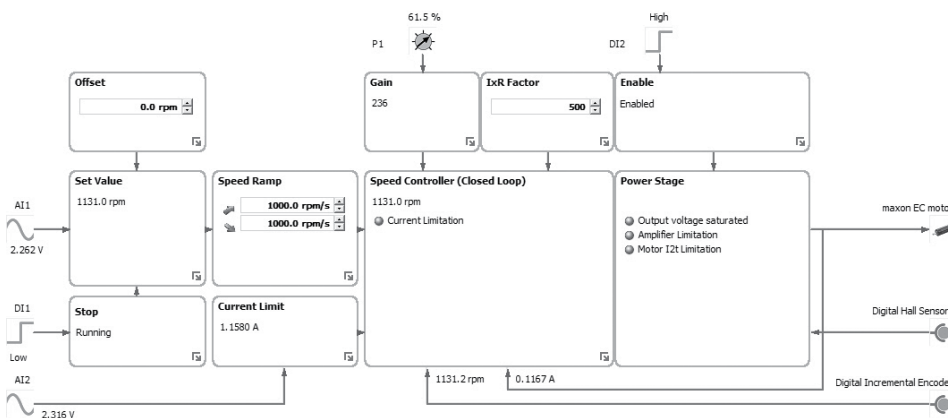 61.5 %
High
P1
DI2
Offset
0.0 rpm
Gain
236
IxR Factor
500
Enable
Enabled
Set Value
1131.0 rpm
Speed Ramp
1000.0 rpm/s
1000.0 rpm/s
Speed Controller (Closed Loop)
1131.0 rpm
Current Limitation
Power Stage
Output voltage saturated
Amplifier Limitation
Motor I2t Limitation
AI1
2.262 V
maxon EC moto
Stop
Running
Current Limit
1.1580 A
DI1
Low
Digital Hall Sensor
AI2
2.316 V
1131.2 rpm
0.1167 A
Digital Incremental Encode